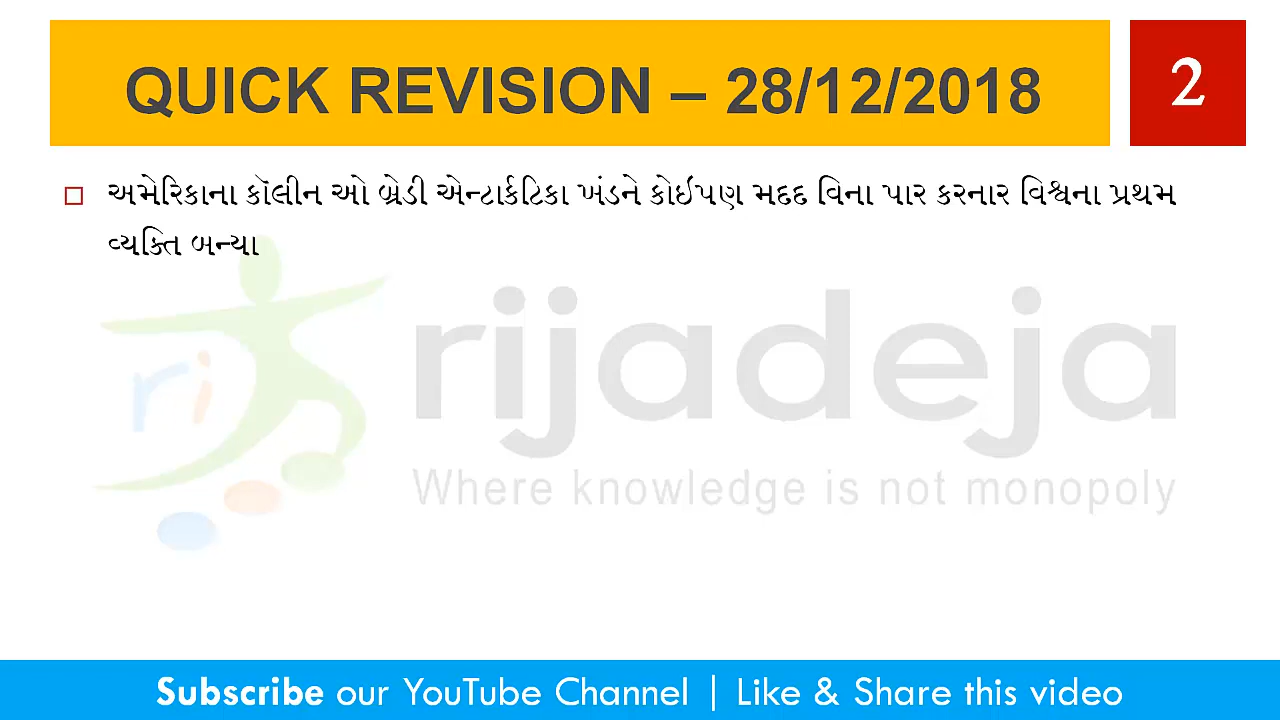 QUICK REVISION – 28/12/2018
2
અમેરિકાના કૉલીન ઓ બ્રેડી એન્ટાર્કટિકા ખંડને કોઈપણ મદદ વિના પાર કરનાર વિશ્વના પ્રથમ
વ્યક્તિ બન્યા
ri
rijadeja
Where knowledge is not monopoly
Subscribe our YouTube Channel | Like & Share this video